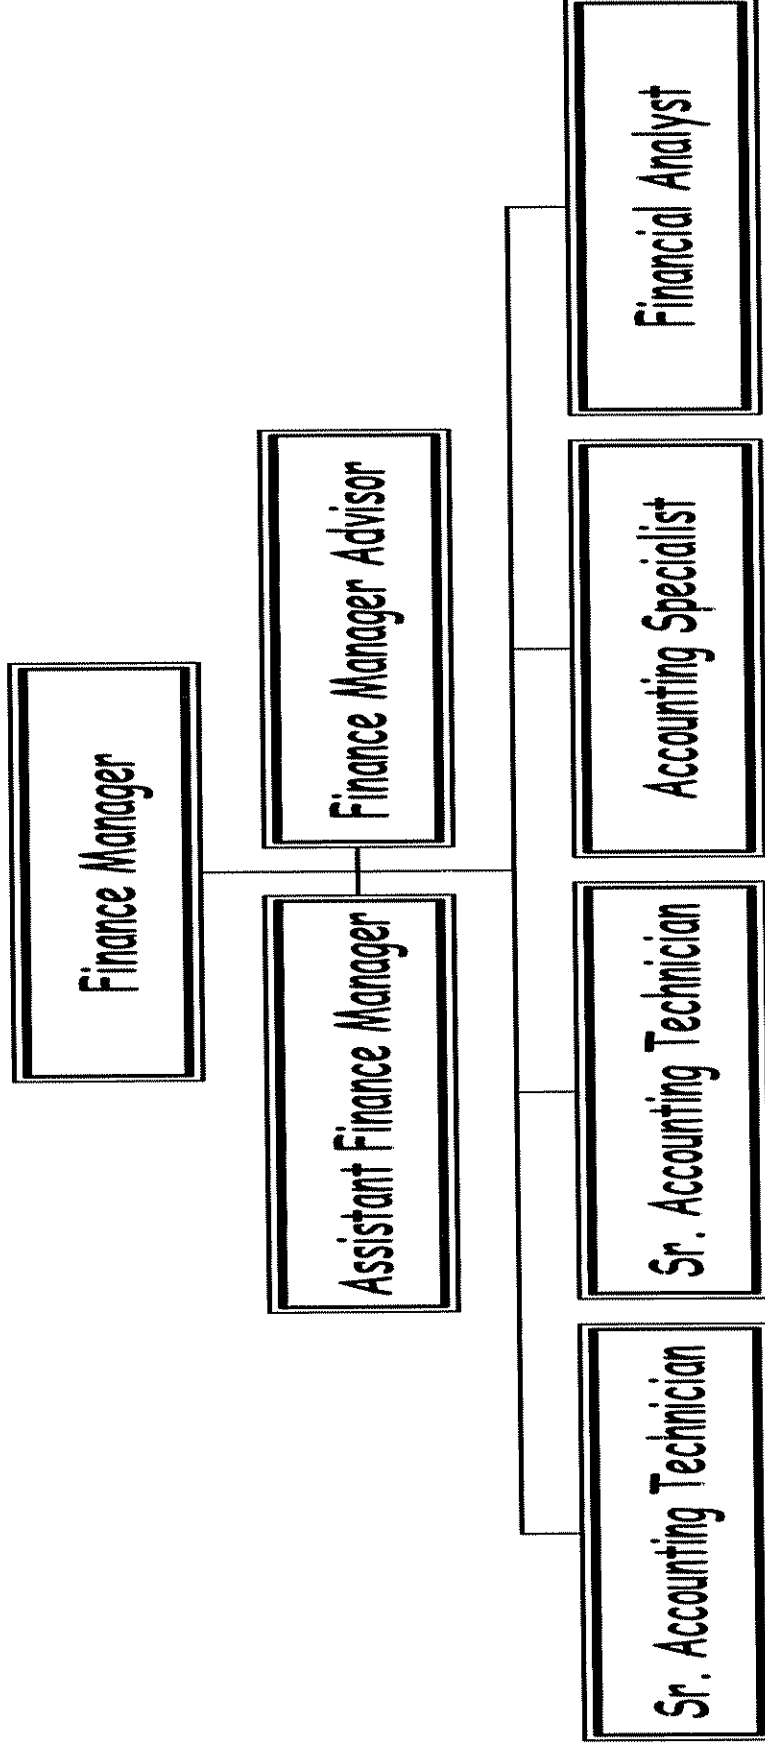 Finance Manager
Assistant Finance Manager
Finance Manager Advisor
Sr. Accounting Technician
Sr. Accounting Technician
Accounting Specialist
Financial Analyst